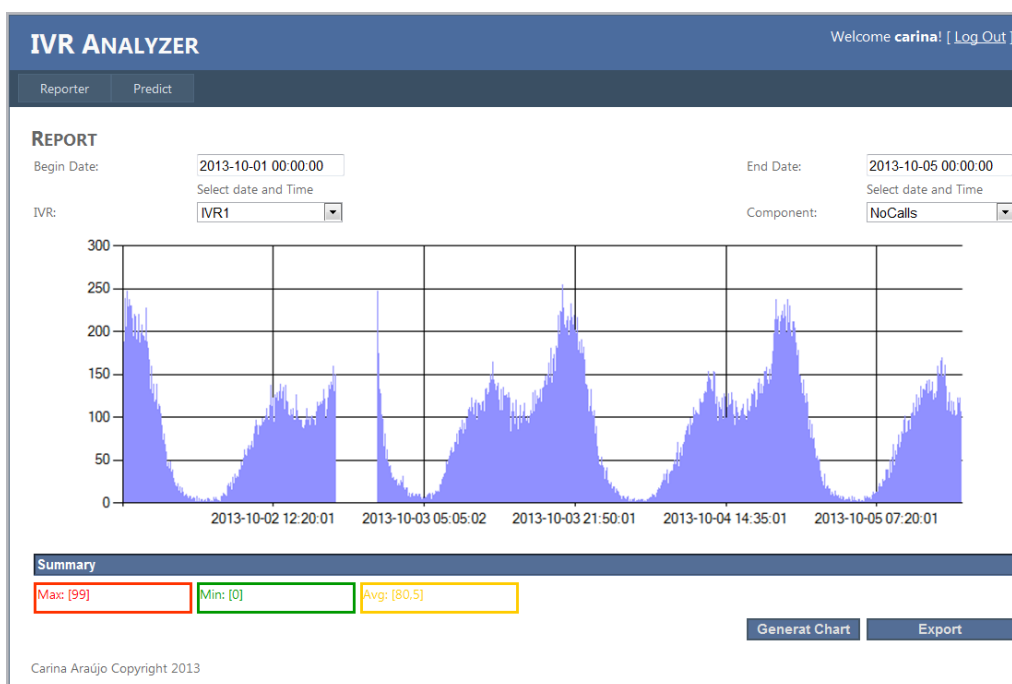 IVR ANALYZER
Welcome carina! [ Log Out ]
Reporter Predict
REPORT
Begin Date: 2013-10-01 00:00:00 End Date: 2013-10-05 00:00:00
Select date and Time Select date and Time
IVR: IVR1 Component: NoCalls
300
250
200
150
100
50
0
2013-10-02 12:20:01 2013-10-03 05:05:02 2013-10-03 21:50:01 2013-10-04 14:35:01 2013-10-05 07:20:01
Summary
Max: [99] Min: [0] Avg: [80.5]
Generat Chart Export
Carina Araújo Copyright 2013